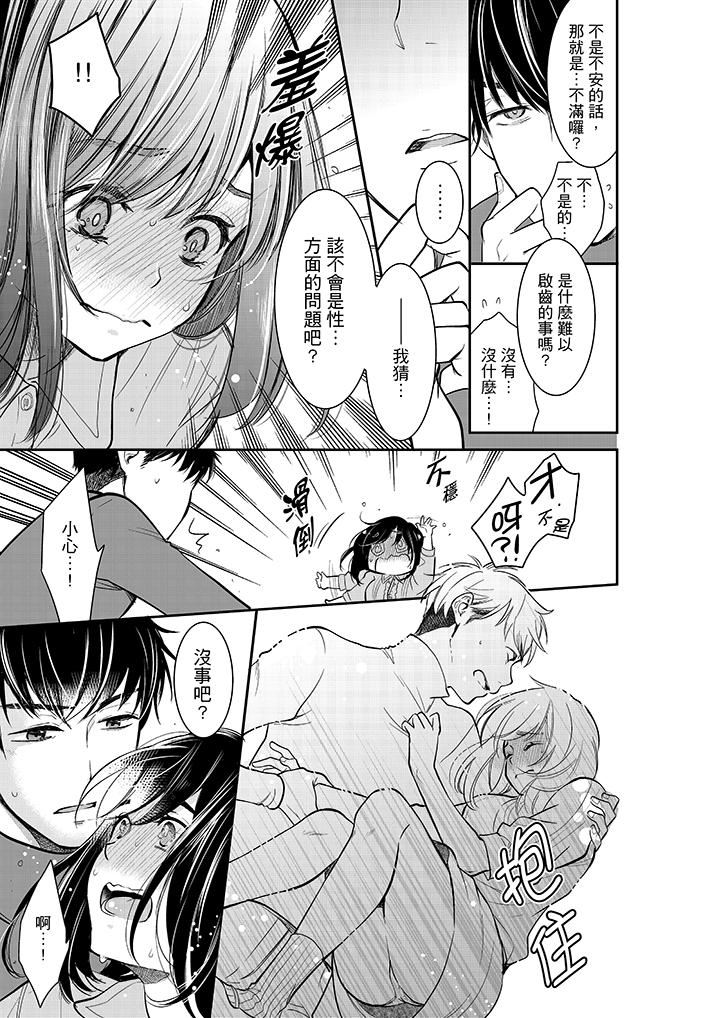 不是不安的話，
那就是…不滿囉？
不…
不是的…
是什麼難以
啟齒的事嗎？
沒有…
沒什麼…！
…
——我猜…
該不會是性
方面的問題吧？
羞爆
！！
才
不是
呀？！
不穩
滑倒
小心…！
抱住
沒事吧？
啊…！